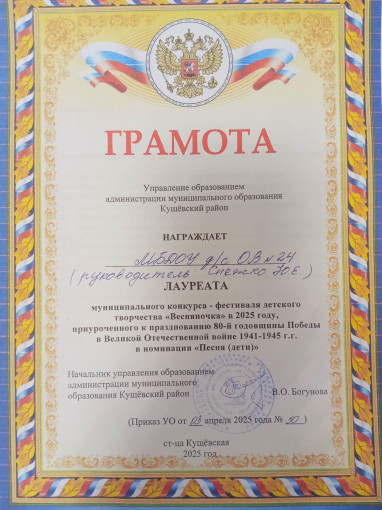 ГРАМОТА
Управление образованием
администрации муниципального образования
Кущёвский район
НАГРАЖДАЕТ
МБДОУ д/с ОВ №24
(руководитель Снежко Ю.Е)
ЛАУРЕАТА
муниципального конкурса - фестиваля детского
творчества «Весняночка» в 2025 году,
приуроченного к празднованию 80-й годовщины Победы
в Великой Отечественной войне 1941-1945 г.г.
в номинации «Песня (дети)»
Начальник управления образованием
администрации муниципального
образования Кущёвский район
В.О. Богунова
(Приказ УО от апреля 2025 года № )
ст-ца Кущёвская
2025 год